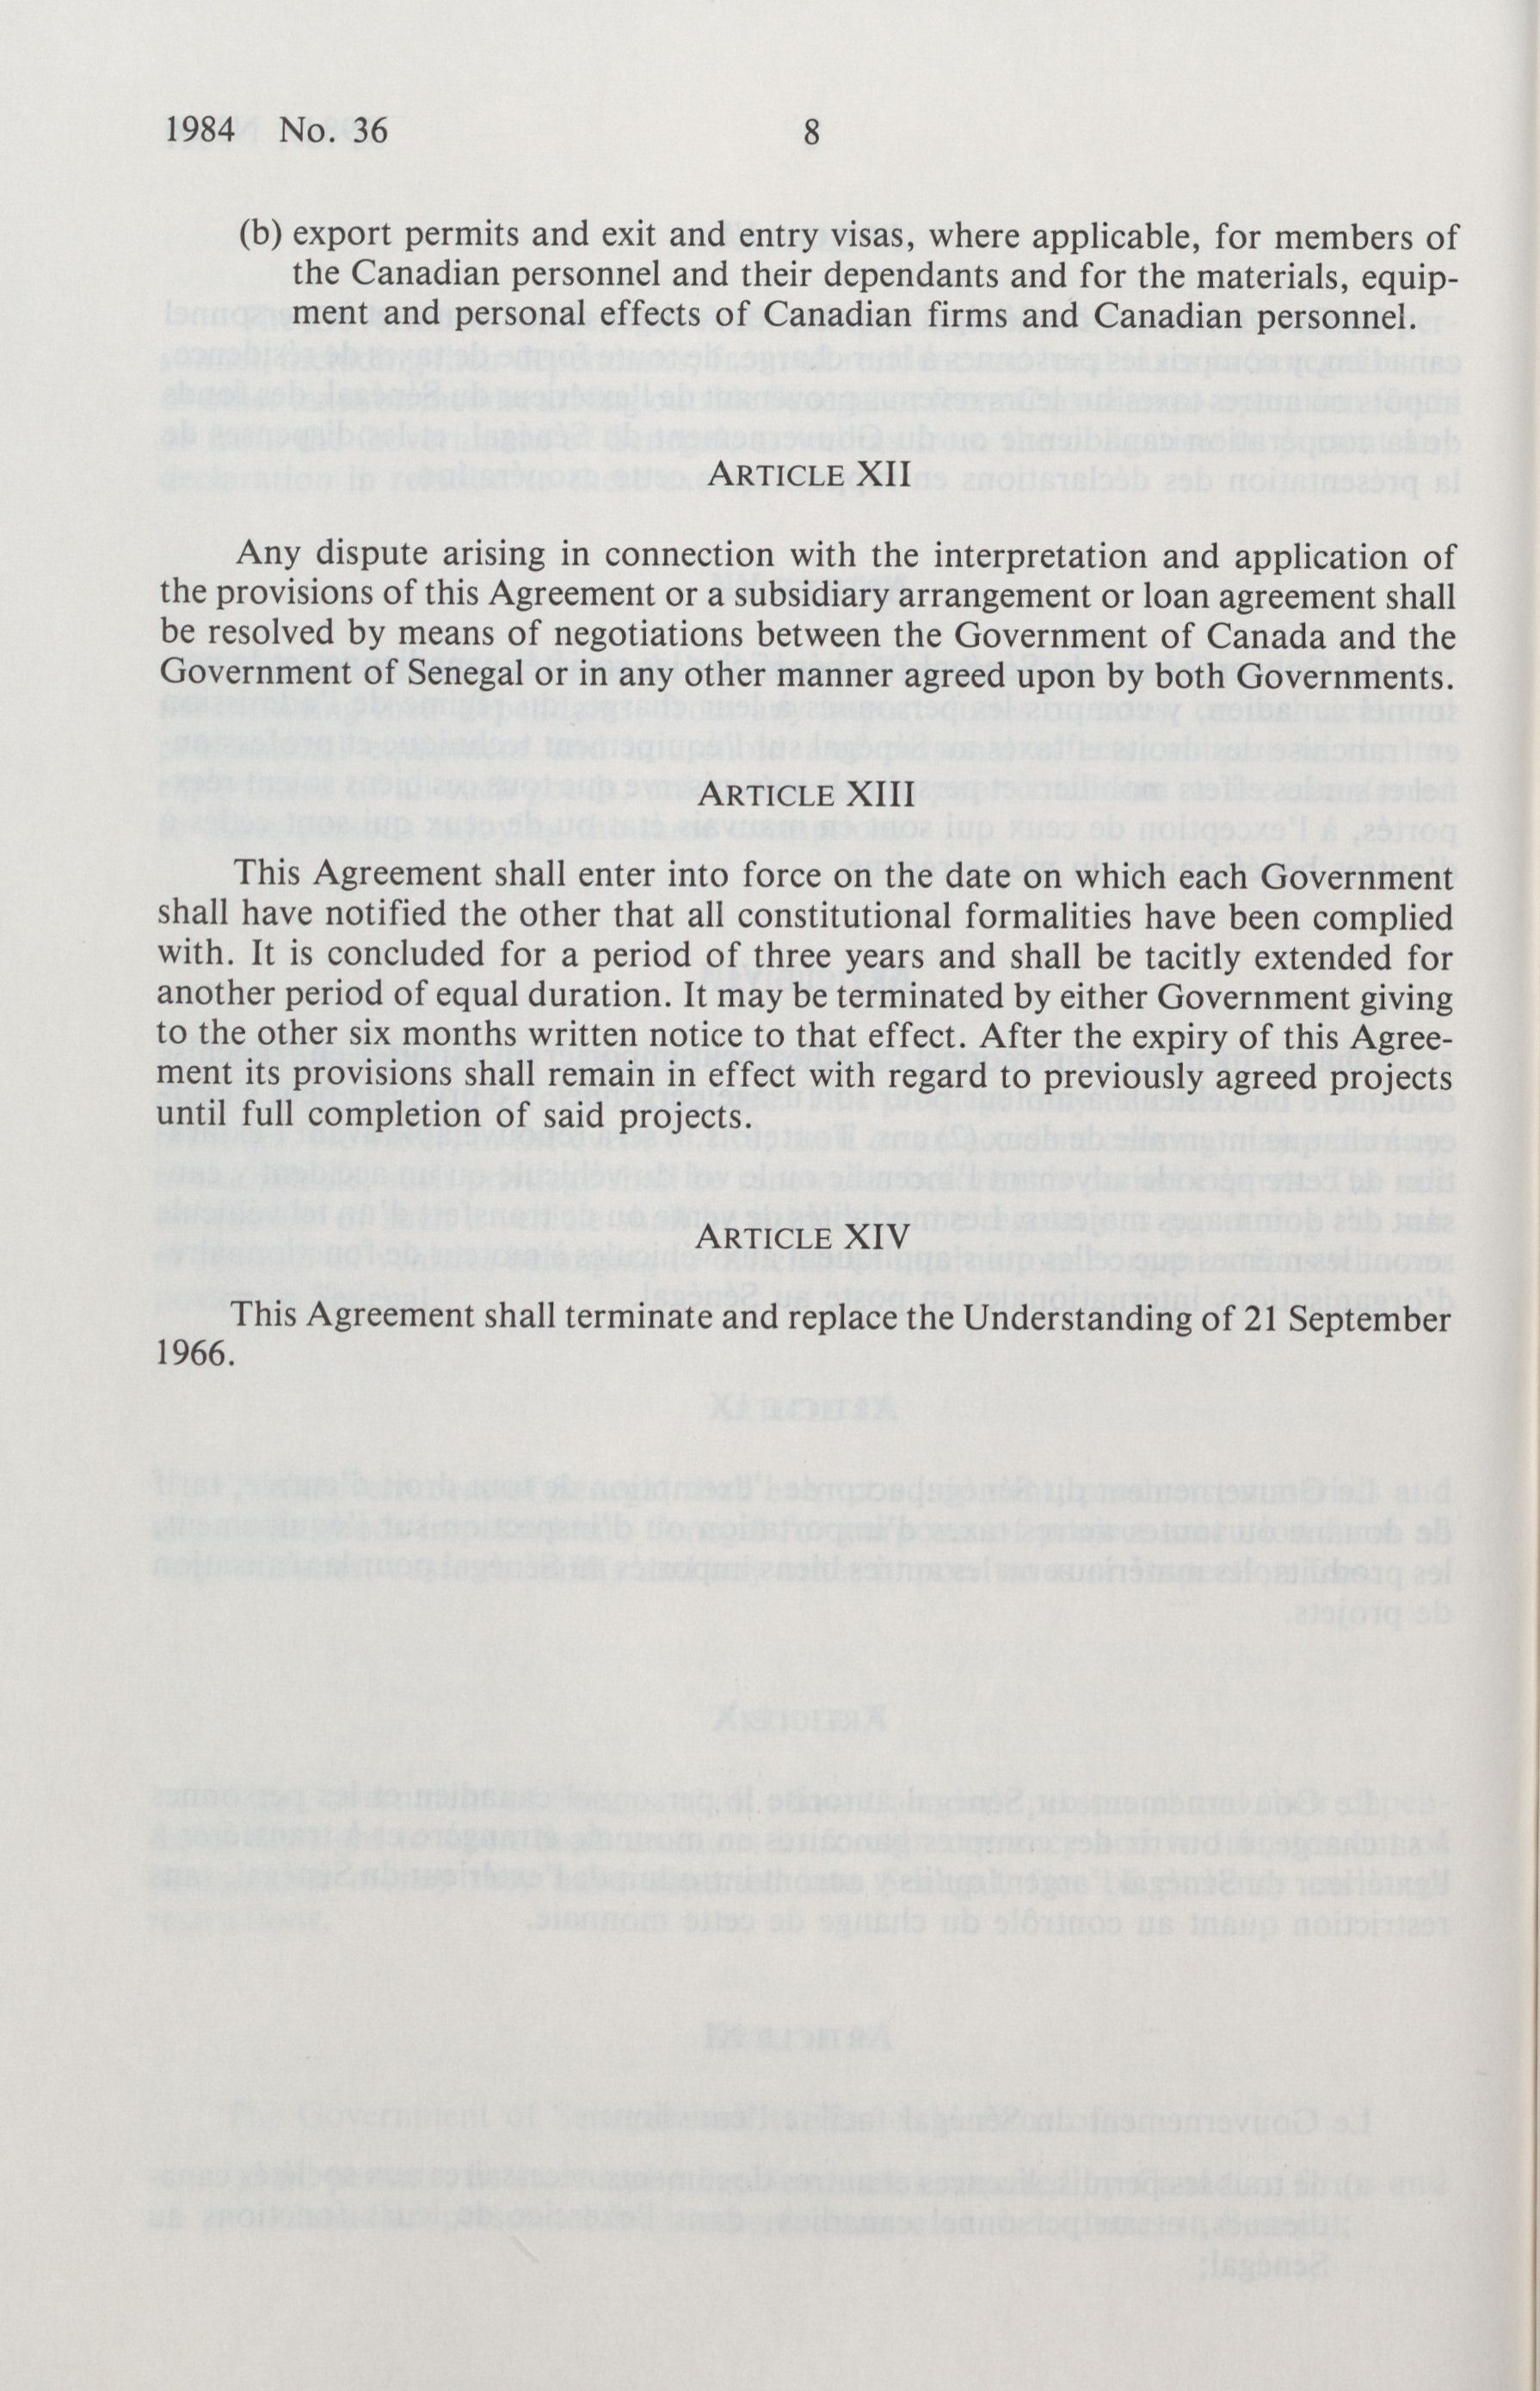 1984 No. 36 8
(b) export permits and exit and entry visas, where applicable, for members of
the Canadian personnel and their dependants and for the materials, equip-
ment and personal effects of Canadian firms and Canadian personnel.
ARTICLE XII
Any dispute arising in connection with the interpretation and application of
the provisions of this Agreement or a subsidiary arrangement or loan agreement shall
be resolved by means of negotiations between the Government of Canada and the
Government of Senegal or in any other manner agreed upon by both Governments.
ARTICLE XIII
This Agreement shall enter into force on the date on which each Government
shall have notified the other that all constitutional formalities have been complied
with. It is concluded for a period of three years and shall be tacitly extended for
another period of equal duration. It may be terminated by either Government giving
to the other six months written notice to that effect. After the expiry of this Agree-
ment its provisions shall remain in effect with regard to previously agreed projects
until full completion of said projects.
ARTICLE XIV
This Agreement shall terminate and replace the Understanding of 21 September
1966.